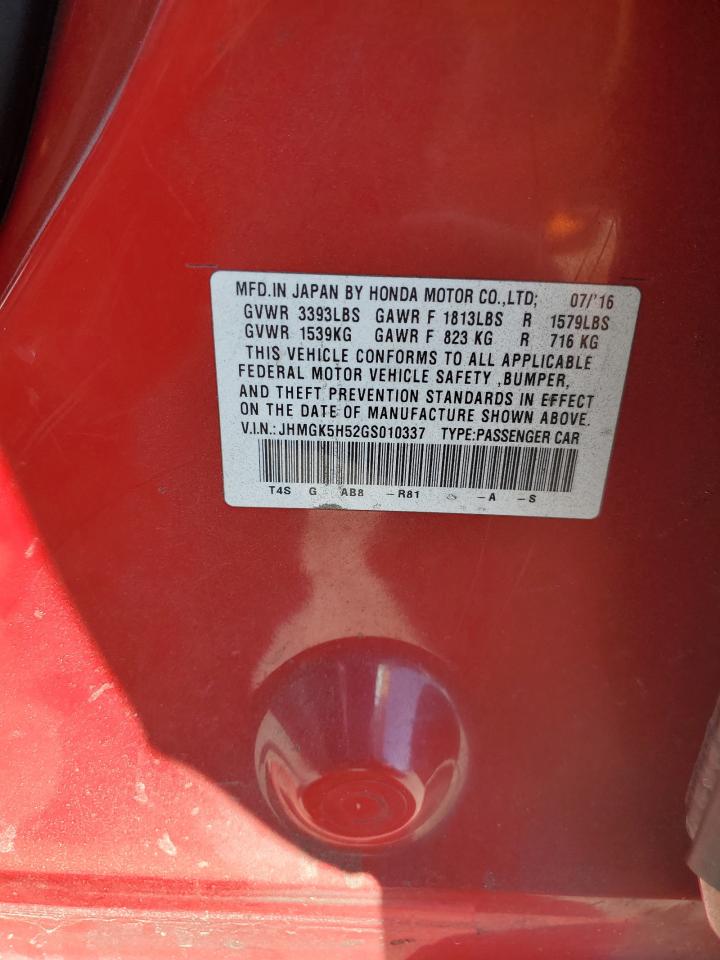 MFD.IN JAPAN BY HONDA MOTOR CO.,LTD; 07/'16
GVWR 3393LBS GAWR F 1813LBS R 1579LBS
GVWR 1539KG GAWR F 823 KG R 716 KG
THIS VEHICLE CONFORMS TO ALL APPLICABLE
FEDERAL MOTOR VEHICLE SAFETY ,BUMPER,
AND THEFT PREVENTION STANDARDS IN EFFECT
ON THE DATE OF MANUFACTURE SHOWN ABOVE.
V.I.N.: JHMGK5H52GS010337 TYPE:PASSENGER CAR
T4S G AB8 -R81 -A -S